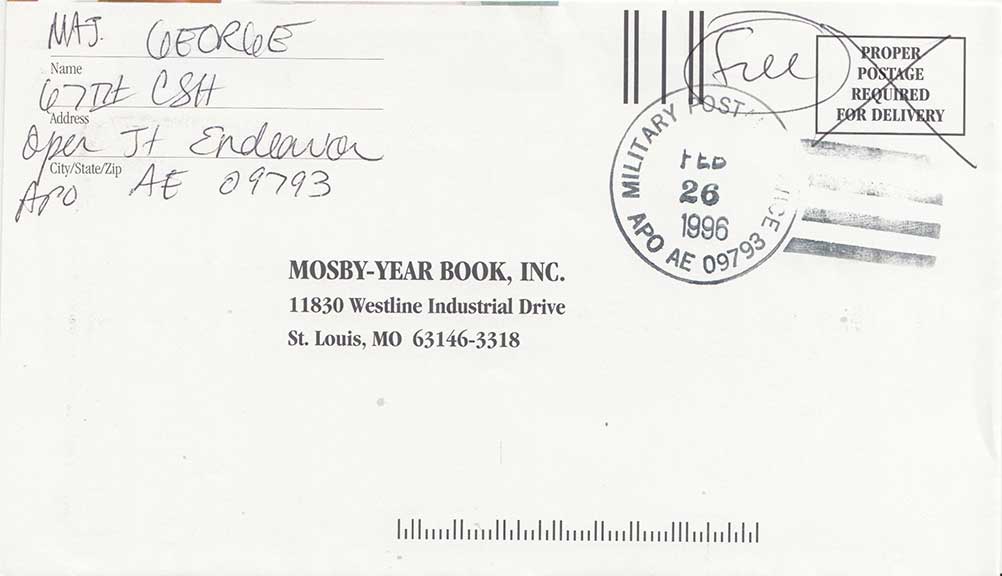 MAJ. GEORGE
Name
67TH CSH
Address
Oper Jt Endeavor
City/State/Zip
APO AE 09793
Free
PROPER
POSTAGE
REQUIRED
FOR DELIVERY
MILITARY POSTAL
FEB
26
1996
APO AE 09793
MOSBY-YEAR BOOK, INC.
11830 Westline Industrial Drive
St. Louis, MO 63146-3318